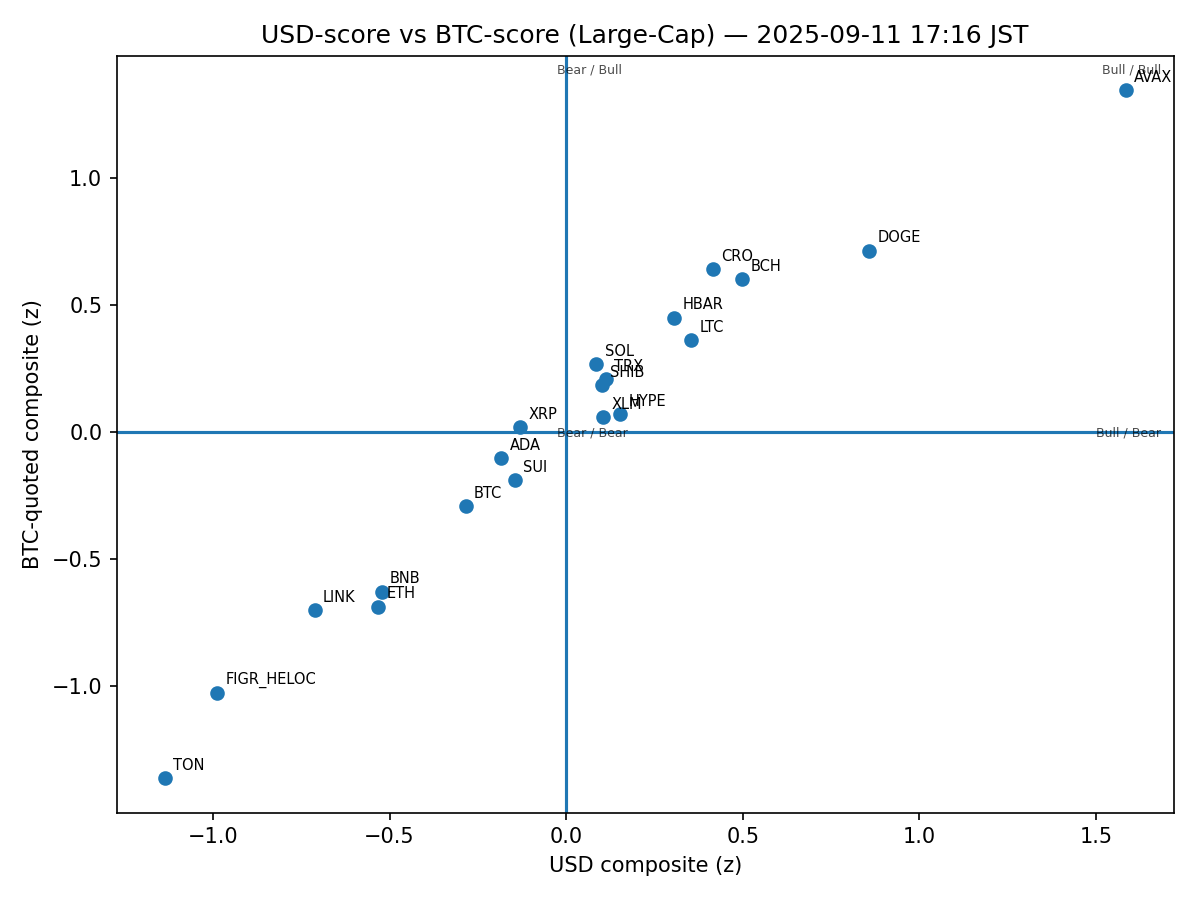 USD-score vs BTC-score (Large-Cap) — 2025-09-11 17:16 JST
Bear / Bull
Bull / Bull
AVAX
1.0
DOGE
CRO
BCH
0.5
HBAR
LTC
SOL
TRX
SHIB
XLM
HYPE
XRP
0.0
Bear / Bear
Bull / Bear
ADA
SUI
BTC
−0.5
BNB
ETH
LINK
FIGR_HELOC
−1.0
TON
−1.0
−0.5
0.0
0.5
1.0
1.5
USD composite (z)
BTC-quoted composite (z)